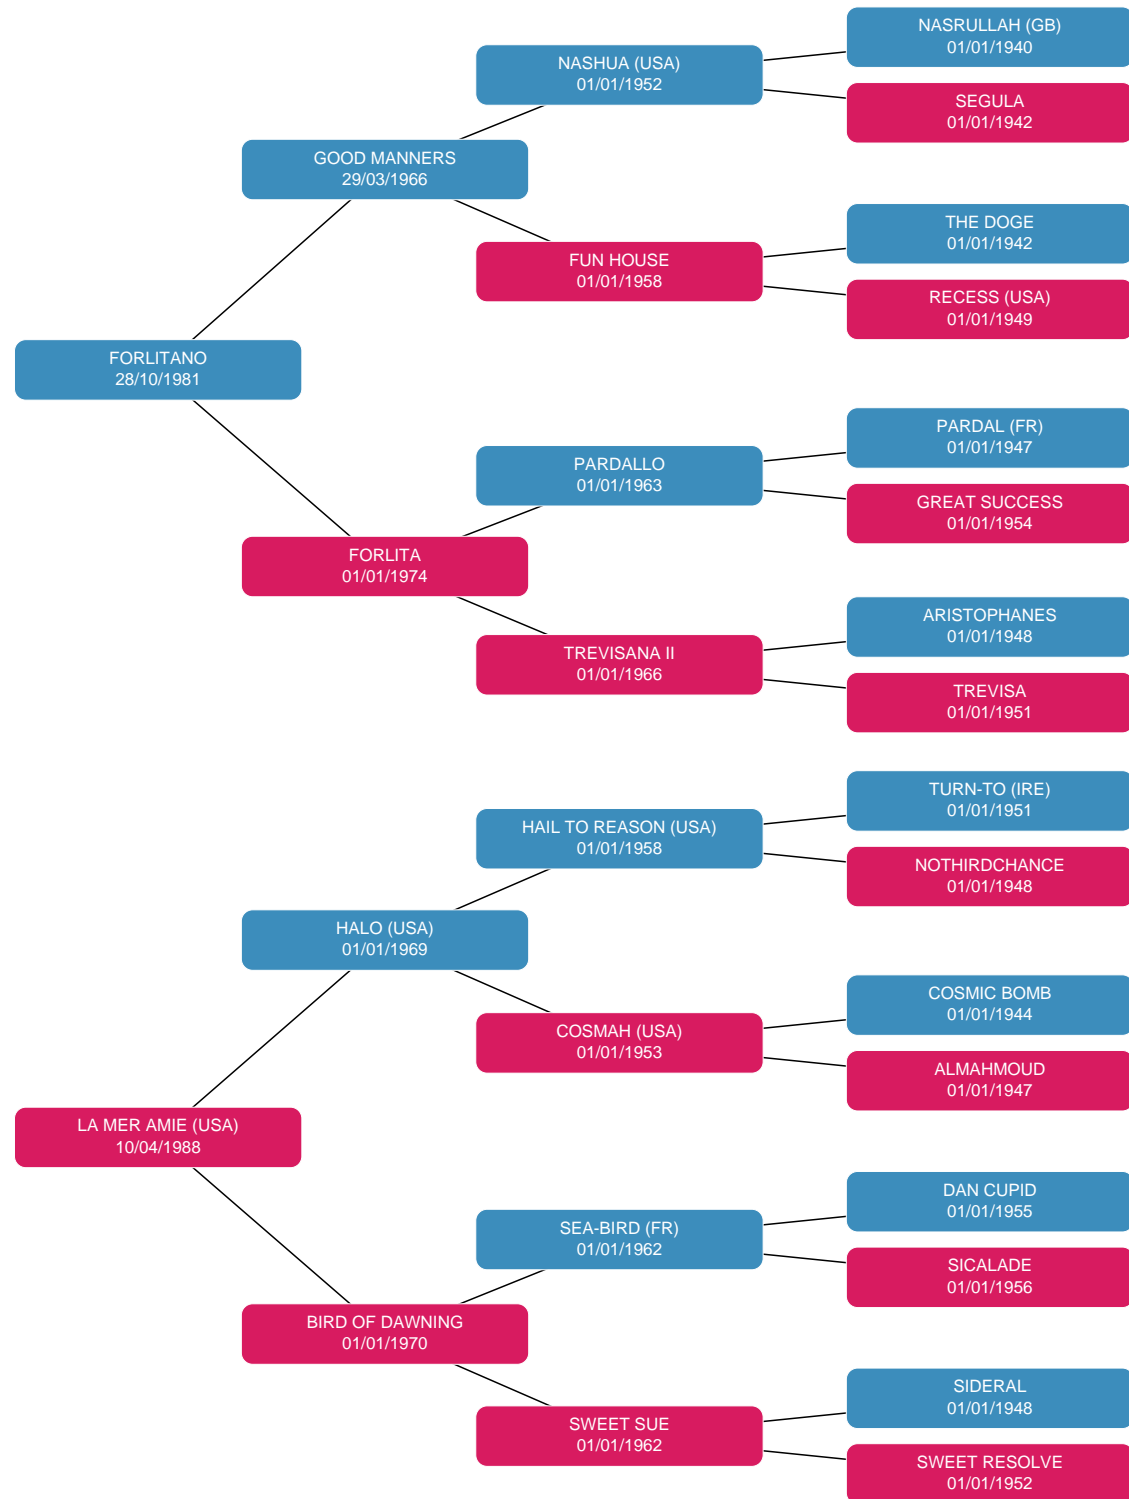 NASRULLAH (GB)
01/01/1940
NASHUA (USA)
01/01/1952
SEGULA
01/01/1942
GOOD MANNERS
29/03/1966
THE DOGE
01/01/1942
FUN HOUSE
01/01/1958
RECESS (USA)
01/01/1949
FORLITANO
28/10/1981
PARDAL (FR)
01/01/1947
PARDALLO
01/01/1963
GREAT SUCCESS
01/01/1954
FORLITA
01/01/1974
ARISTOPHANES
01/01/1948
TREVISANA II
01/01/1966
TREVISA
01/01/1951
TURN-TO (IRE)
01/01/1951
HAIL TO REASON (USA)
01/01/1958
NOTHIRDCHANCE
01/01/1948
HALO (USA)
01/01/1969
COSMIC BOMB
01/01/1944
COSMAH (USA)
01/01/1953
ALMAHMOUD
01/01/1947
LA MER AMIE (USA)
10/04/1988
DAN CUPID
01/01/1955
SEA-BIRD (FR)
01/01/1962
SICALADE
01/01/1956
BIRD OF DAWNING
01/01/1970
SIDERAL
01/01/1948
SWEET SUE
01/01/1962
SWEET RESOLVE
01/01/1952